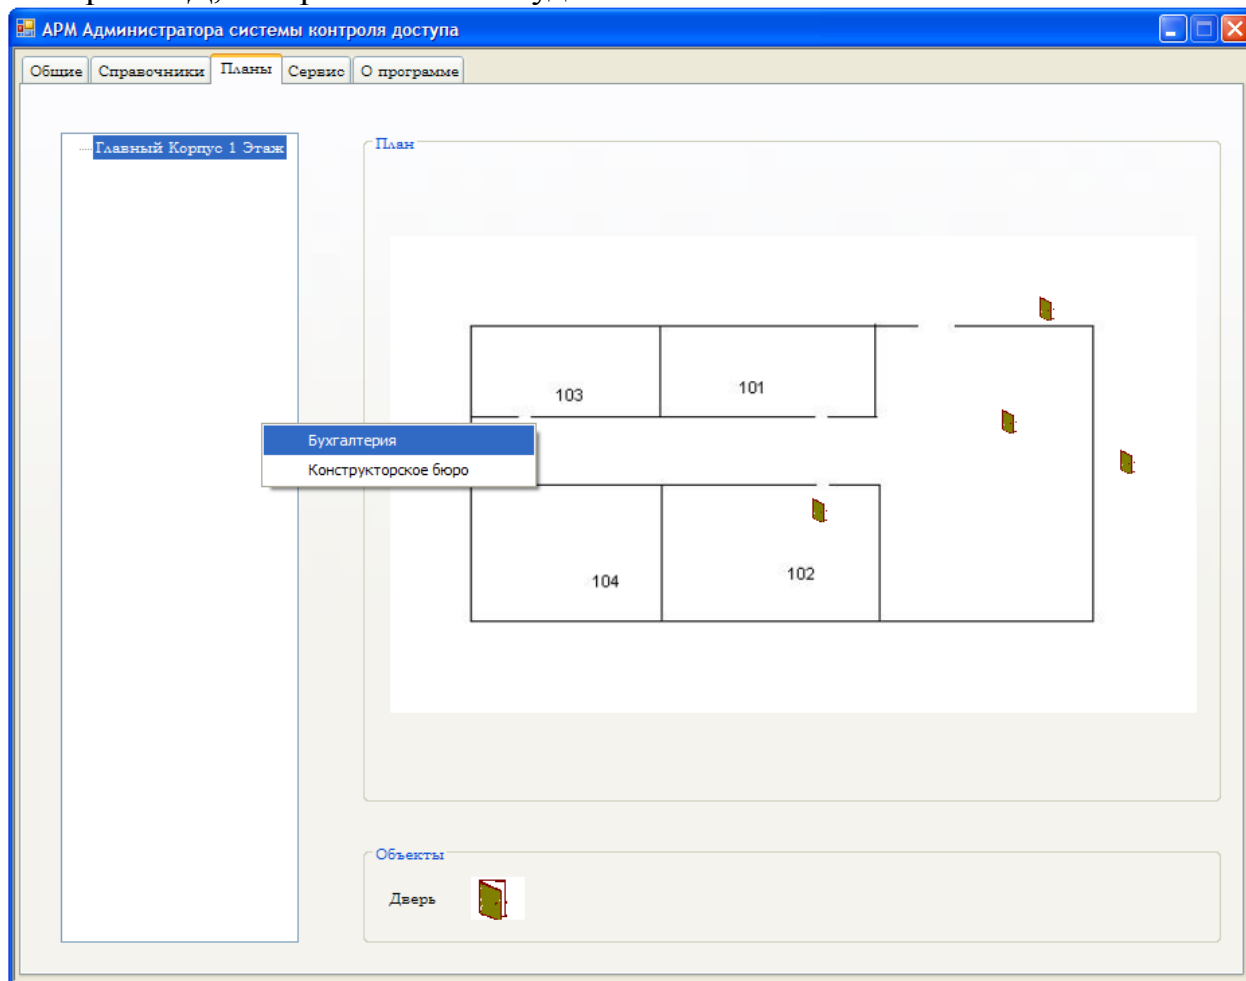 АРМ Администратора системы контроля доступа
Общие Справочники Планы Сервис О программе
Главный Корпус 1 Этаж
План
103
101
Бухгалтерия
Конструкторское бюро
104
102
Объекты
Дверь